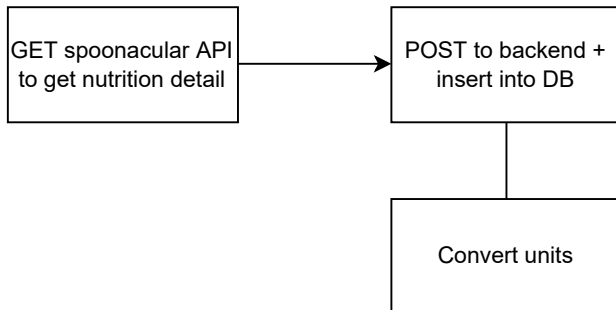 GET spoonacular API
to get nutrition detail
POST to backend +
insert into DB
Convert units